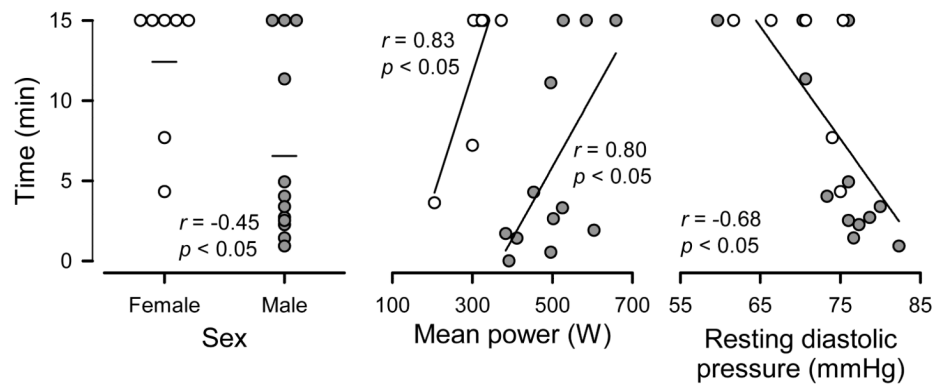 Time (min)
15
10
5
0
r = -0.45
p < 0.05
Female
Male
Sex
r = 0.83
p < 0.05
r = 0.80
p < 0.05
100
300
500
700
Mean power (W)
r = -0.68
p < 0.05
55
65
75
85
Resting diastolic
pressure (mmHg)